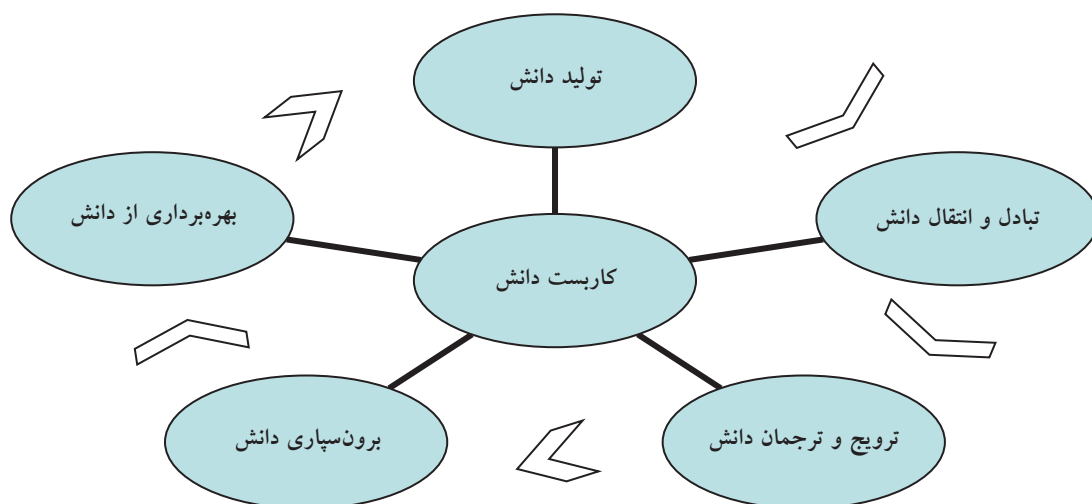 تولید دانش
تبادل و انتقال دانش
بهره‌برداری از دانش
کاربست دانش
ترویج و ترجمان دانش
برون‌سپاری دانش